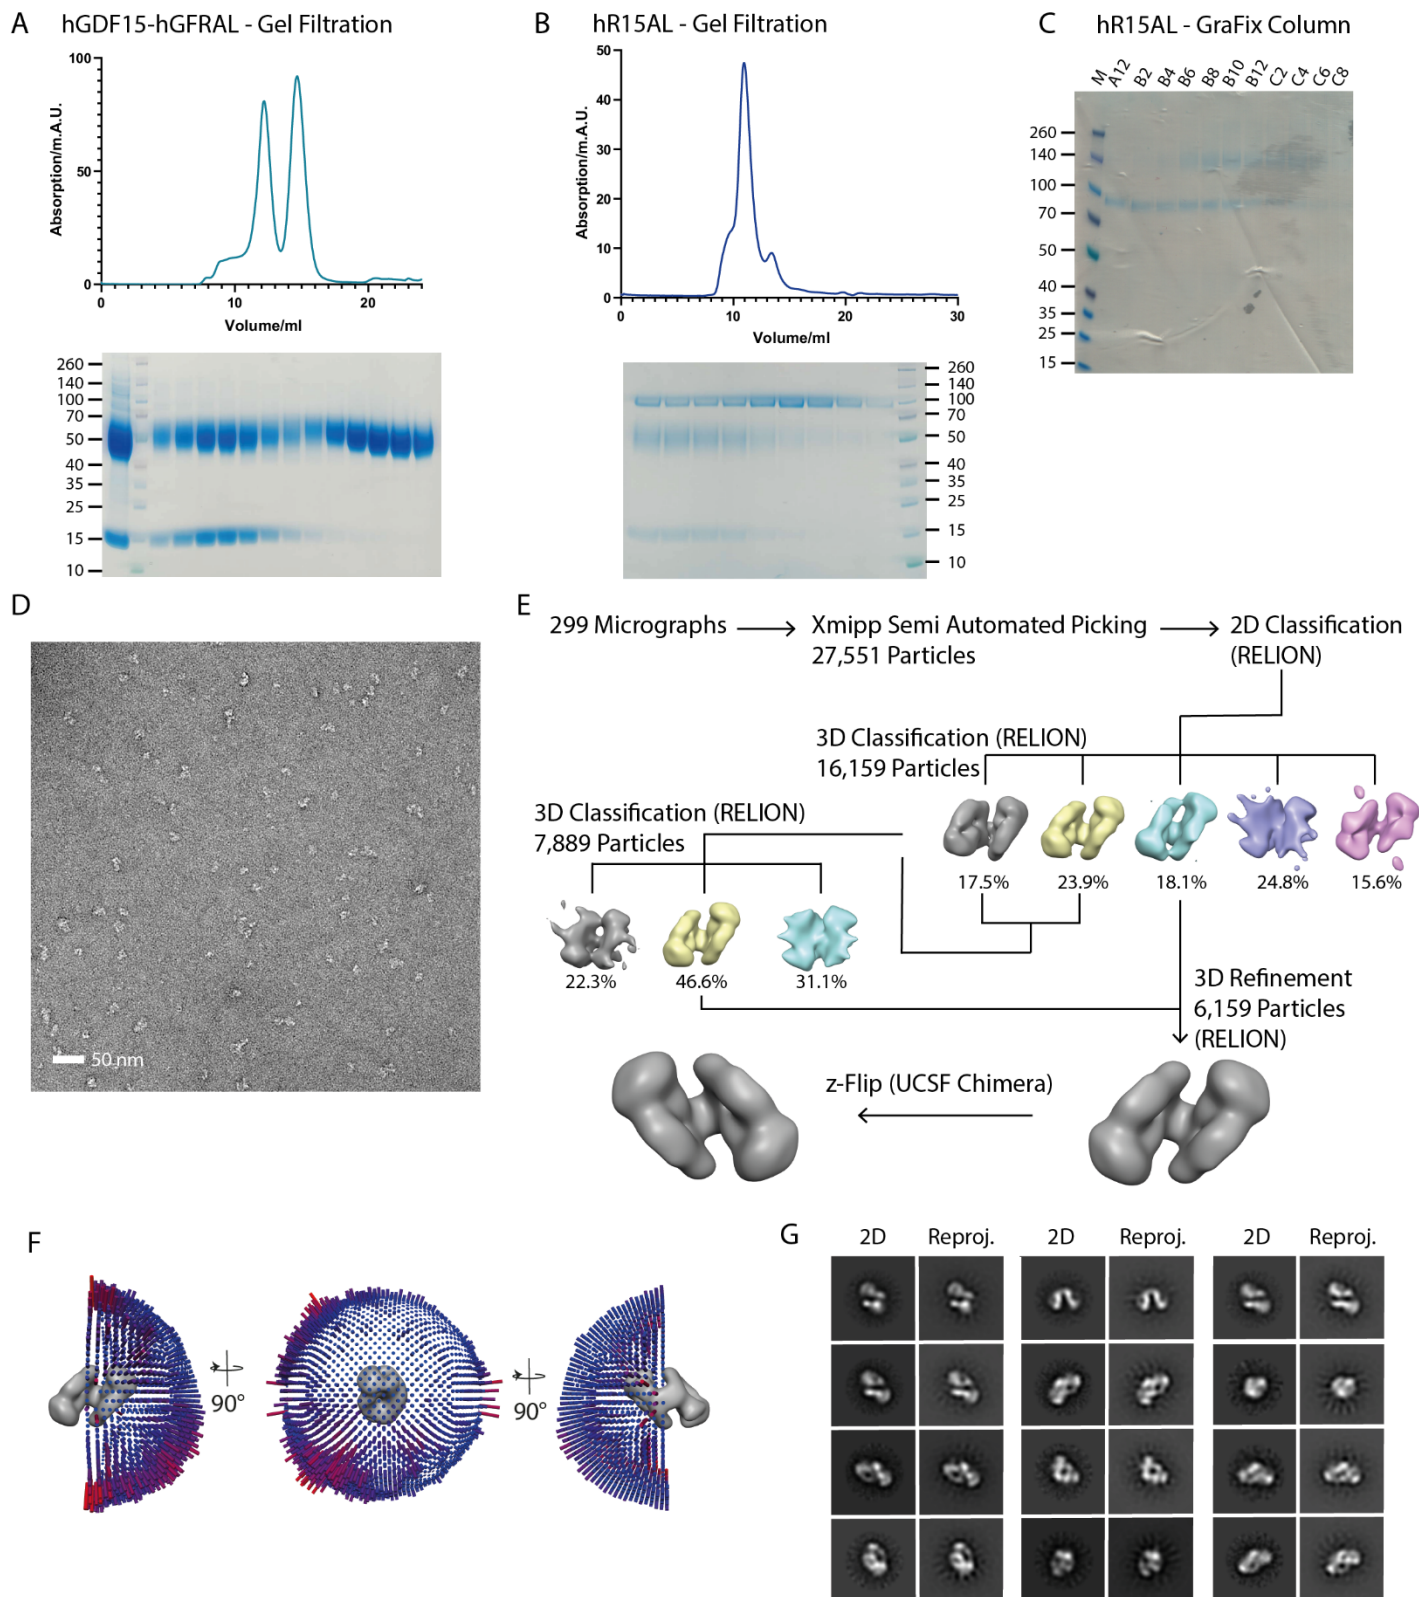 A hGDF15-hGFRAL - Gel Filtration
100
50
0
Absorption/m.A.U.
0 10 20
Volume/ml
260
140
100
70
50
40
35
25
15
10
B hR15AL - Gel Filtration
50
40
30
20
10
0
Absorption/m.A.U.
0 10 20 30
Volume/ml
260
140
100
70
50
40
35
25
15
10
C hR15AL - GraFix Column
M A12 B2 B4 B6 B8 B10 B12 C2 C4 C6 C8
260
140
100
70
50
40
35
25
15
D
50 nm
E
299 Micrographs
Xmipp Semi Automated Picking
27,551 Particles
2D Classification
(RELION)
3D Classification (RELION)
16,159 Particles
17.5% 23.9% 18.1% 24.8% 15.6%
3D Classification (RELION)
7,889 Particles
22.3% 46.6% 31.1%
3D Refinement
6,159 Particles
(RELION)
z-Flip (UCSF Chimera)
F
90°
90°
G 2D Reproj. 2D Reproj. 2D Reproj.